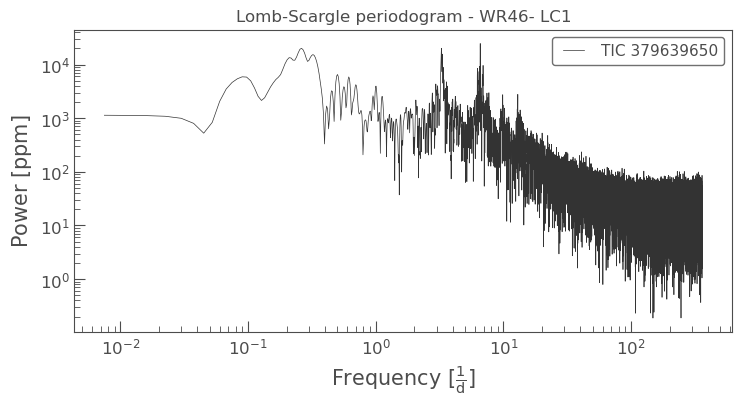 Lomb-Scargle periodogram - WR46- LC1
TIC 379639650
10⁴
10³
10²
10¹
10⁰
Power [ppm]
10⁻² 10⁻¹ 10⁰ 10¹ 10²
Frequency [1/d]